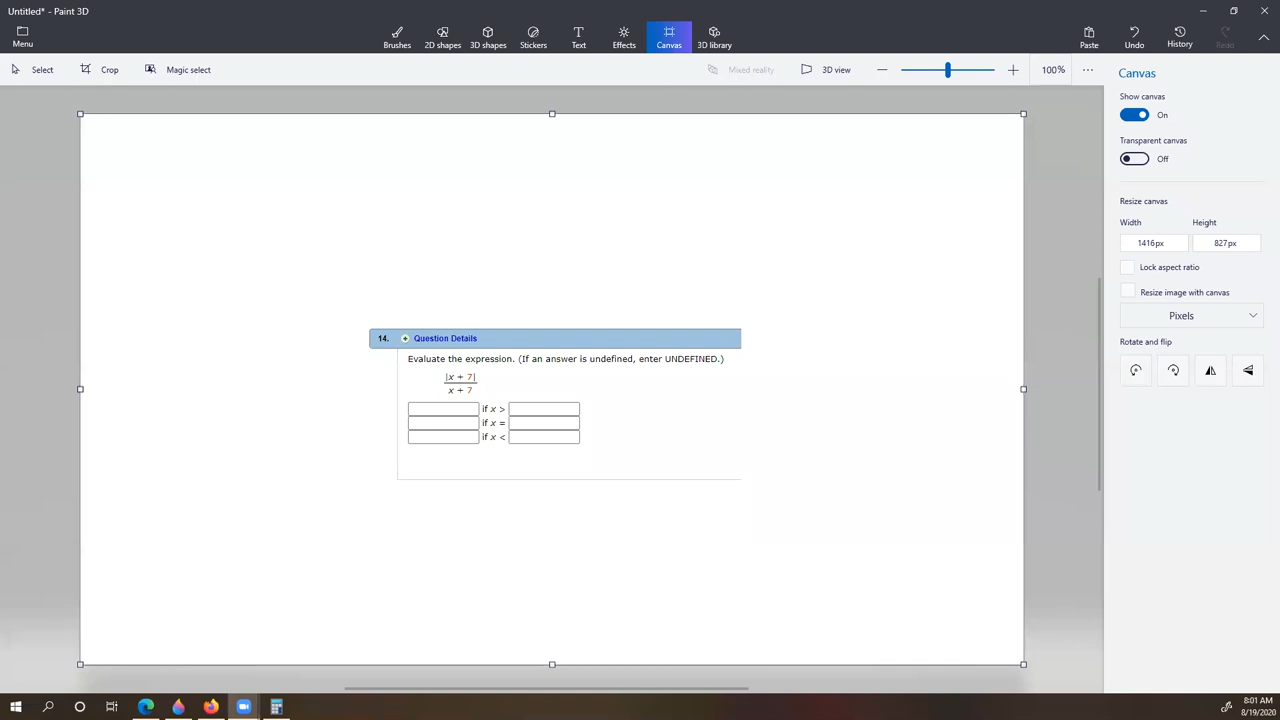 Untitled* - Paint 3D
Menu
Brushes
2D shapes
3D shapes
Stickers
Text
Effects
Canvas
3D library
Paste
Undo
History
Redo
Select
Crop
Magic select
Mixed reality
3D view
100%
Canvas
Show canvas
On
Transparent canvas
Off
Resize canvas
Width Height
1416px 827px
Lock aspect ratio
Resize image with canvas
Pixels
Rotate and flip
14. Question Details
Evaluate the expression. (If an answer is undefined, enter UNDEFINED.)
|x + 7|
x + 7
if x >
if x =
if x <
8:01 AM
8/19/2020